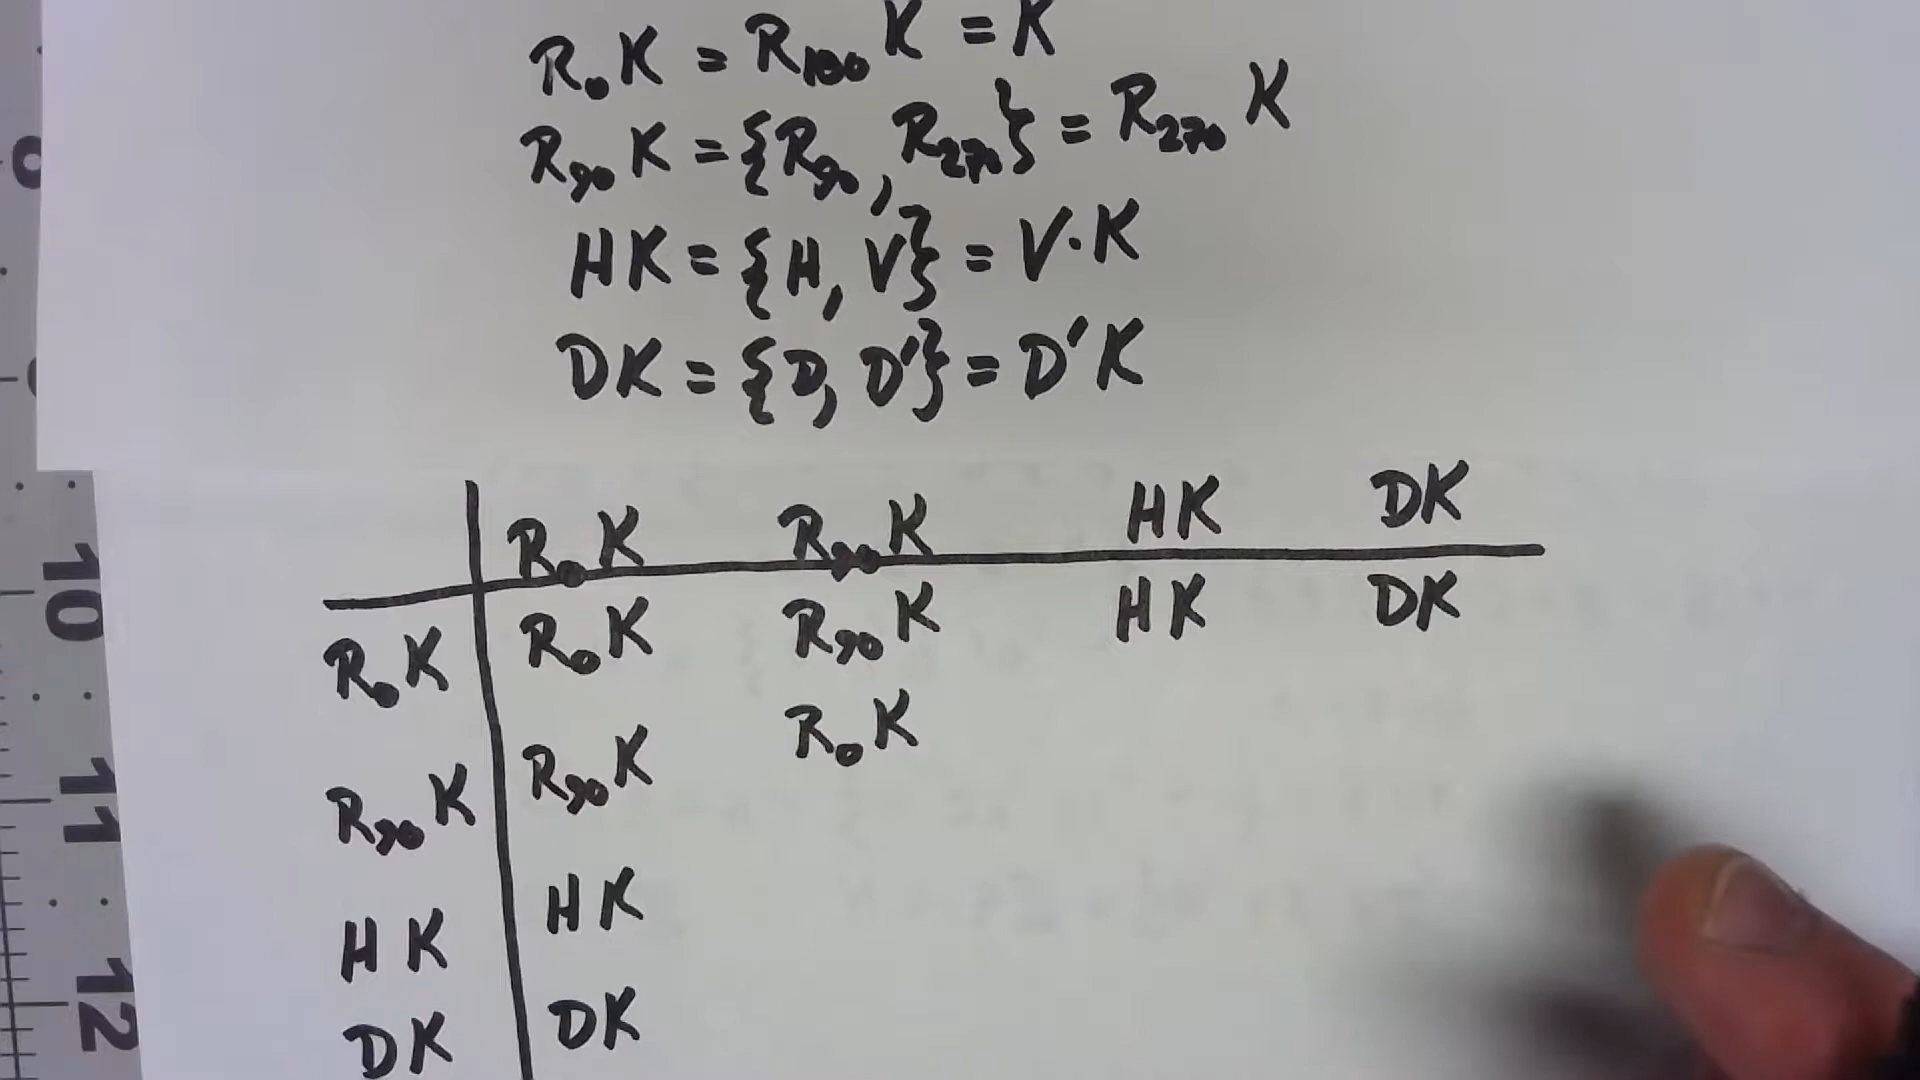 R₀K = R₁₈₀K = K
R₉₀K = {R₉₀, R₂₇₀} = R₂₇₀K
HK = {H, V} = V·K
DK = {D, D'} = D'K
R₀K R₉₀K HK DK
R₀K R₀K R₉₀K HK DK
R₉₀K R₉₀K R₀K
HK HK
DK DK
10
11
12